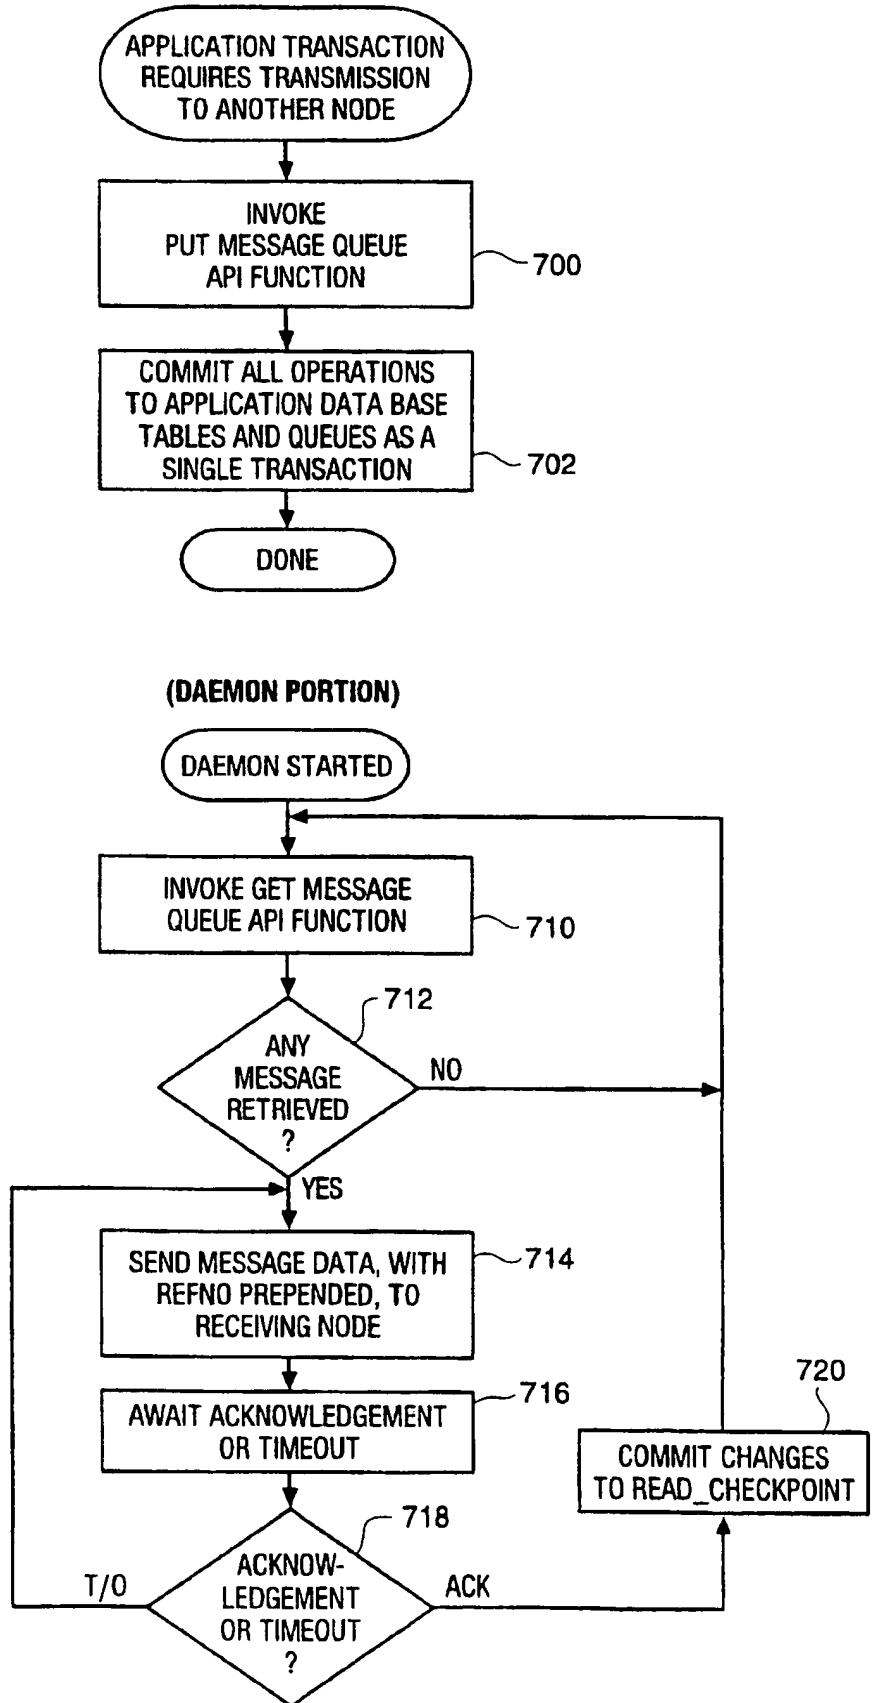 APPLICATION TRANSACTION
REQUIRES TRANSMISSION
TO ANOTHER NODE
INVOKE
PUT MESSAGE QUEUE
API FUNCTION
700
COMMIT ALL OPERATIONS
TO APPLICATION DATA BASE
TABLES AND QUEUES AS A
SINGLE TRANSACTION
702
DONE
(DAEMON PORTION)
DAEMON STARTED
INVOKE GET MESSAGE
QUEUE API FUNCTION
710
712
ANY
MESSAGE
RETRIEVED
?
NO
YES
SEND MESSAGE DATA, WITH
REFNO PREPENDED, TO
RECEIVING NODE
714
AWAIT ACKNOWLEDGEMENT
OR TIMEOUT
716
720
COMMIT CHANGES
TO READ_CHECKPOINT
718
ACKNOW-
LEDGEMENT
OR TIMEOUT
?
T/O
ACK